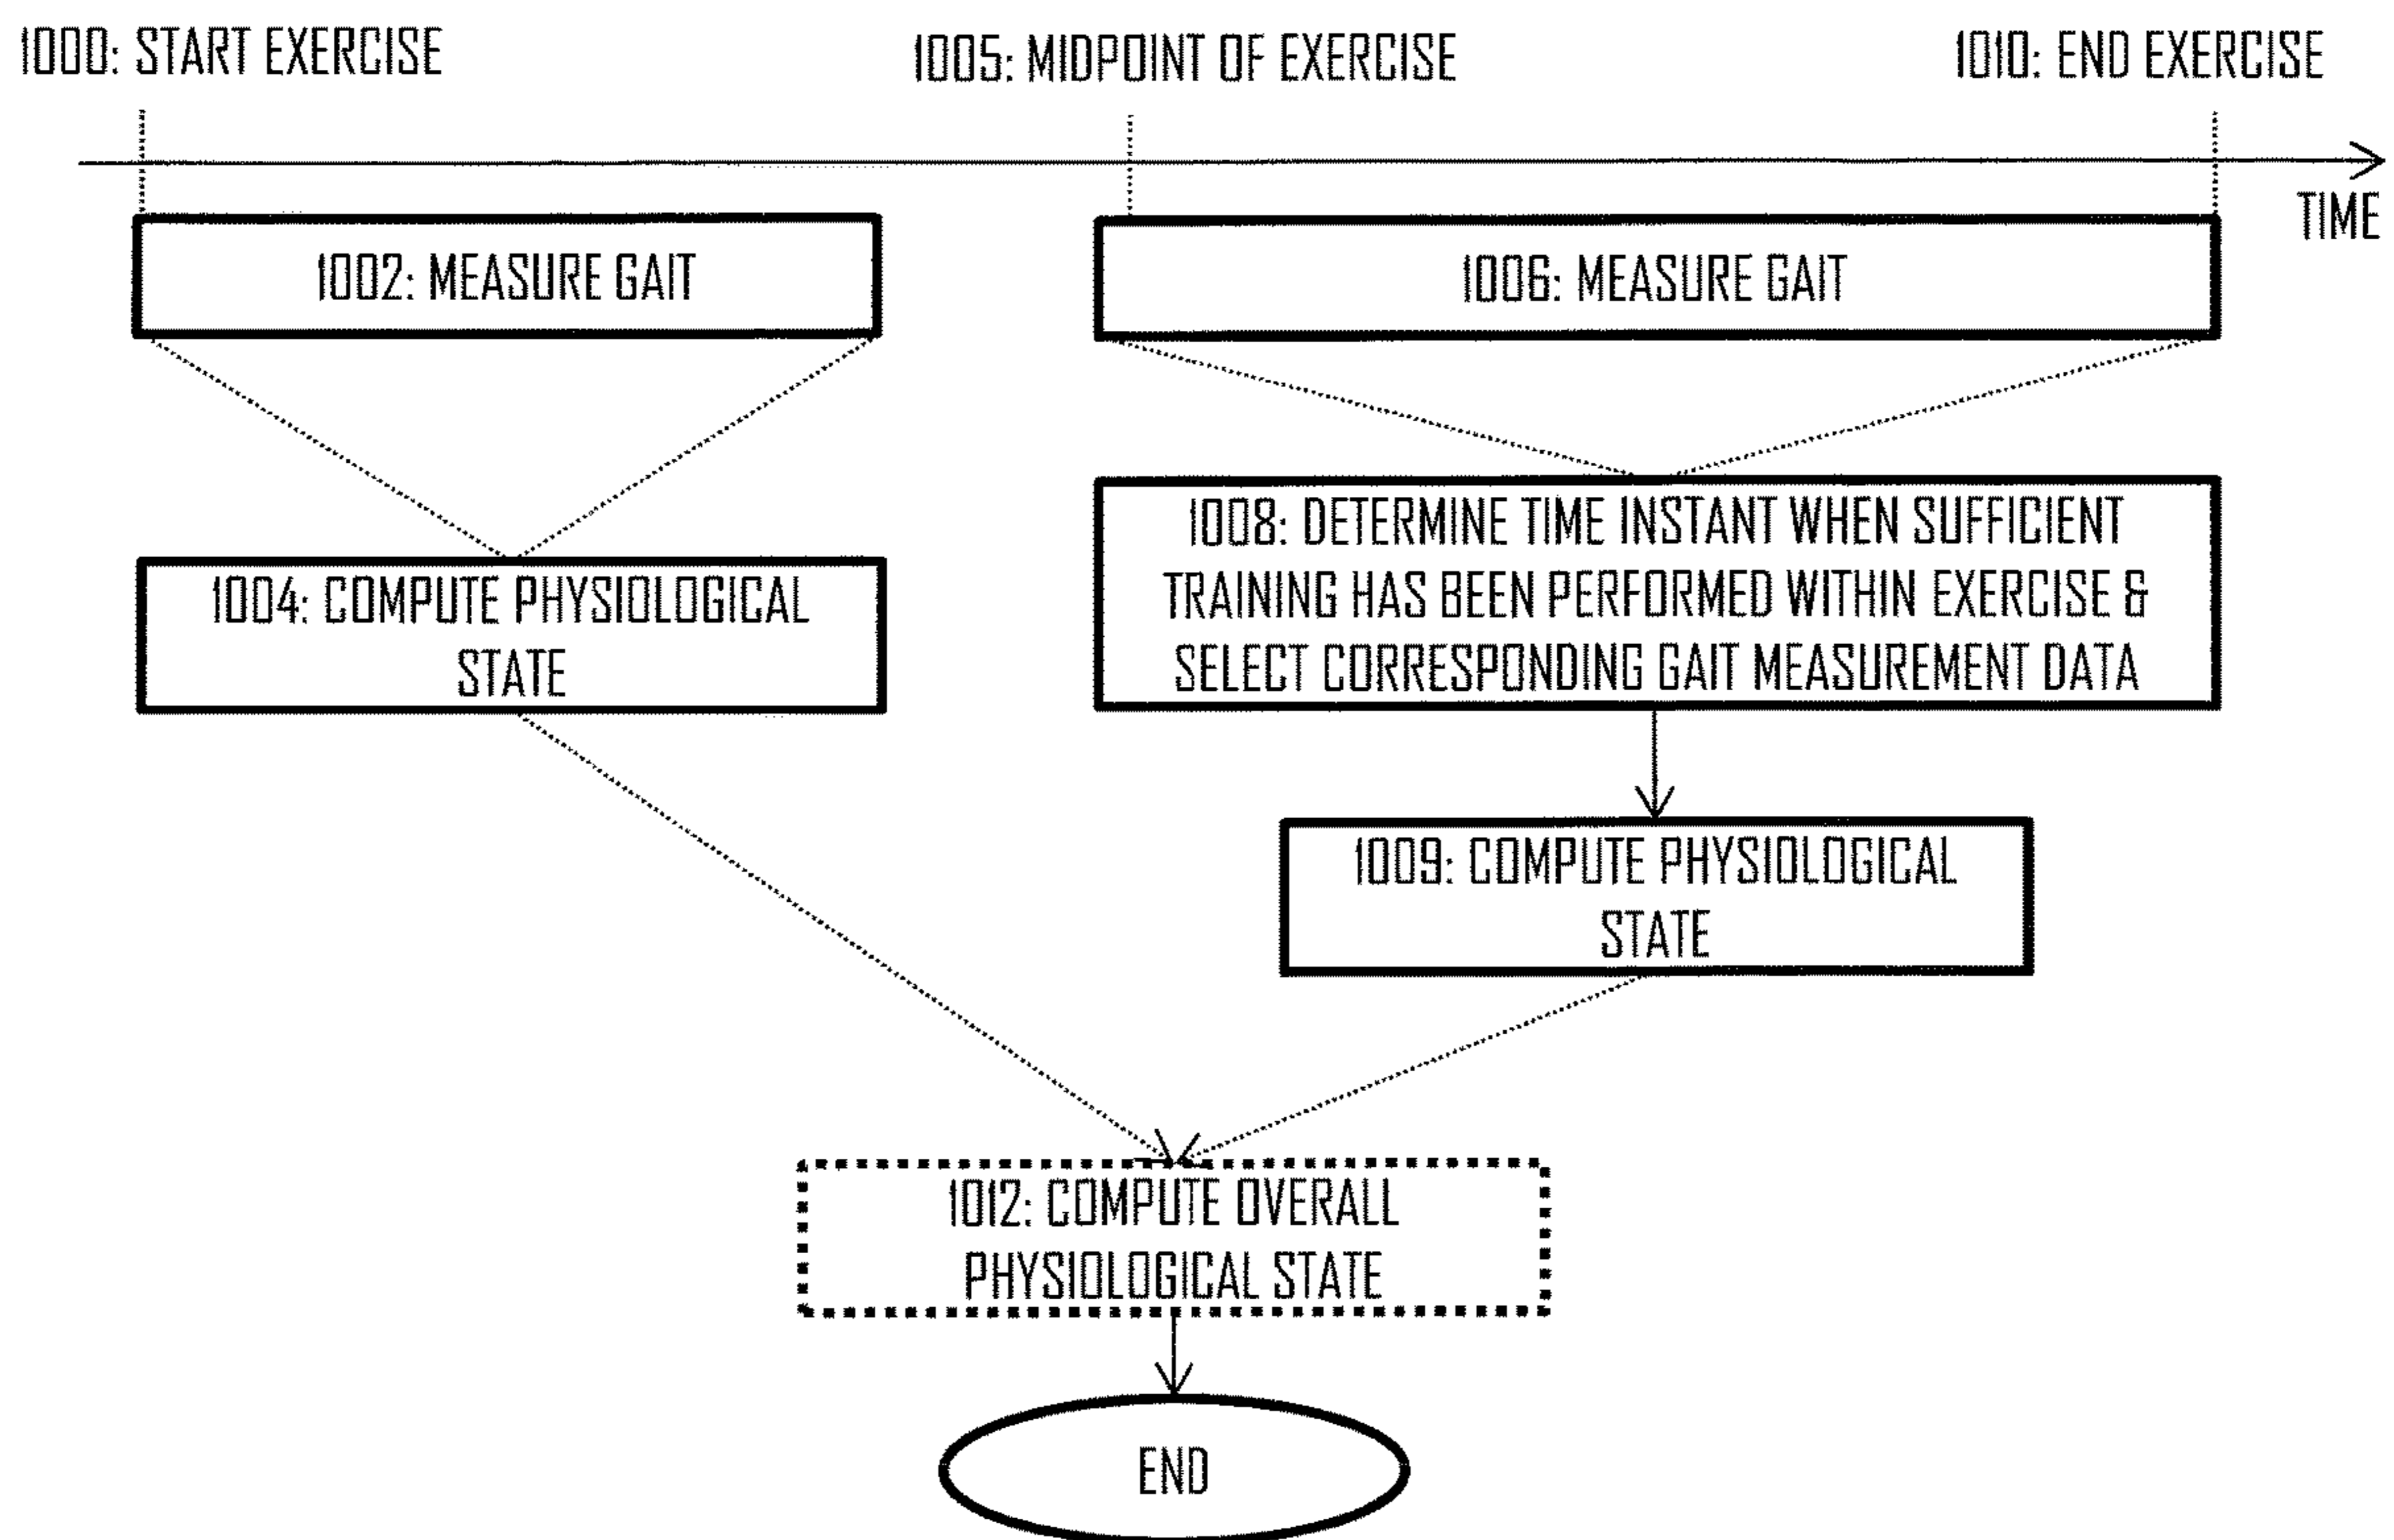 1000: START EXERCISE
1005: MIDPOINT OF EXERCISE
1010: END EXERCISE
TIME
1002: MEASURE GAIT
1006: MEASURE GAIT
1004: COMPUTE PHYSIOLOGICAL
STATE
1008: DETERMINE TIME INSTANT WHEN SUFFICIENT
TRAINING HAS BEEN PERFORMED WITHIN EXERCISE &
SELECT CORRESPONDING GAIT MEASUREMENT DATA
1009: COMPUTE PHYSIOLOGICAL
STATE
1012: COMPUTE OVERALL
PHYSIOLOGICAL STATE
END